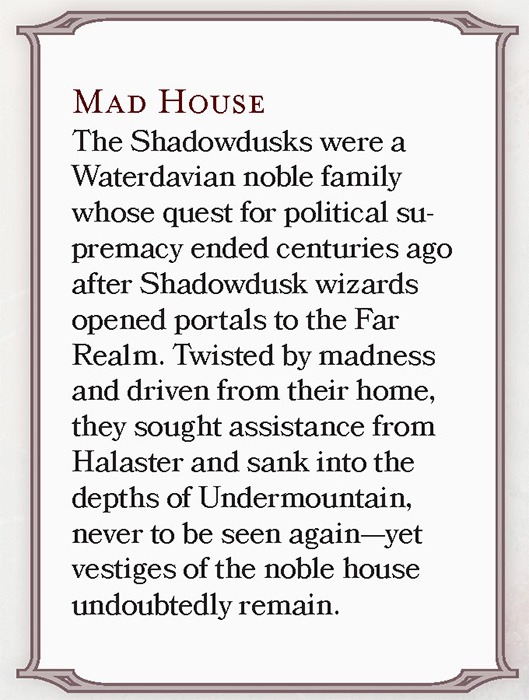 Mad House
The Shadowdusks were a
Waterdavian noble family
whose quest for political su-
premacy ended centuries ago
after Shadowdusk wizards
opened portals to the Far
Realm. Twisted by madness
and driven from their home,
they sought assistance from
Halaster and sank into the
depths of Undermountain,
never to be seen again—yet
vestiges of the noble house
undoubtedly remain.